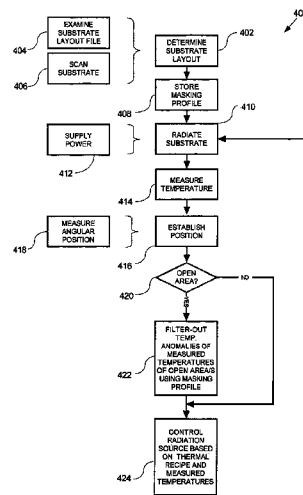 400
EXAMINE
SUBSTRATE
LAYOUT FILE
404
SCAN
SUBSTRATE
406
DETERMINE
SUBSTRATE
LAYOUT
402
STORE
MASKING
PROFILE
408
410
SUPPLY
POWER
412
RADIATE
SUBSTRATE
MEASURE
TEMPERATURE
414
MEASURE
ANGULAR
POSITION
418
ESTABLISH
POSITION
416
OPEN
AREA?
420
NO
YES
FILTER-OUT
TEMP.
ANOMALIES OF
MEASURED
TEMPERATURES
OF OPEN AREA/S
USING MASKING
PROFILE
422
CONTROL
RADIATION
SOURCE BASED
ON THERMAL
RECIPE AND
MEASURED
TEMPERATURES
424